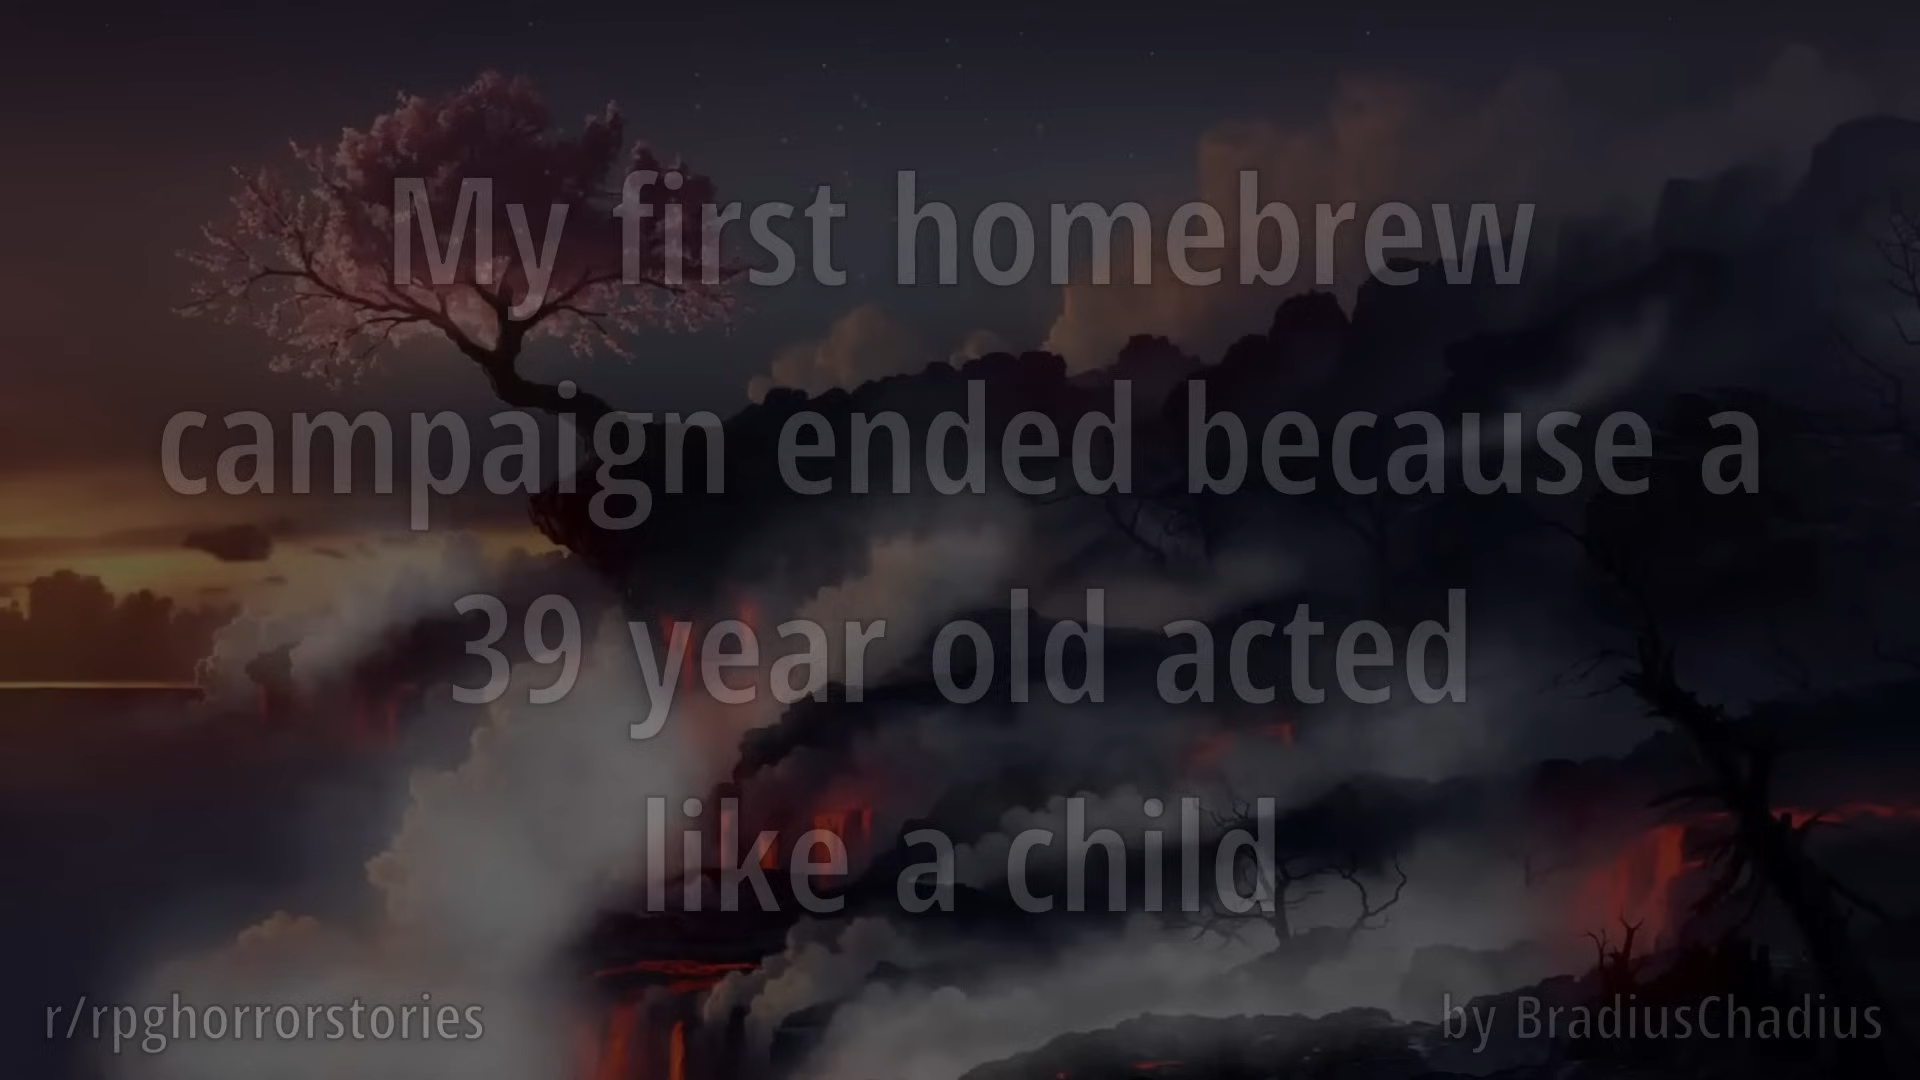 My first homebrew
campaign ended because a
39 year old acted
like a child
r/rpghorrorstories
by BradiusChadius